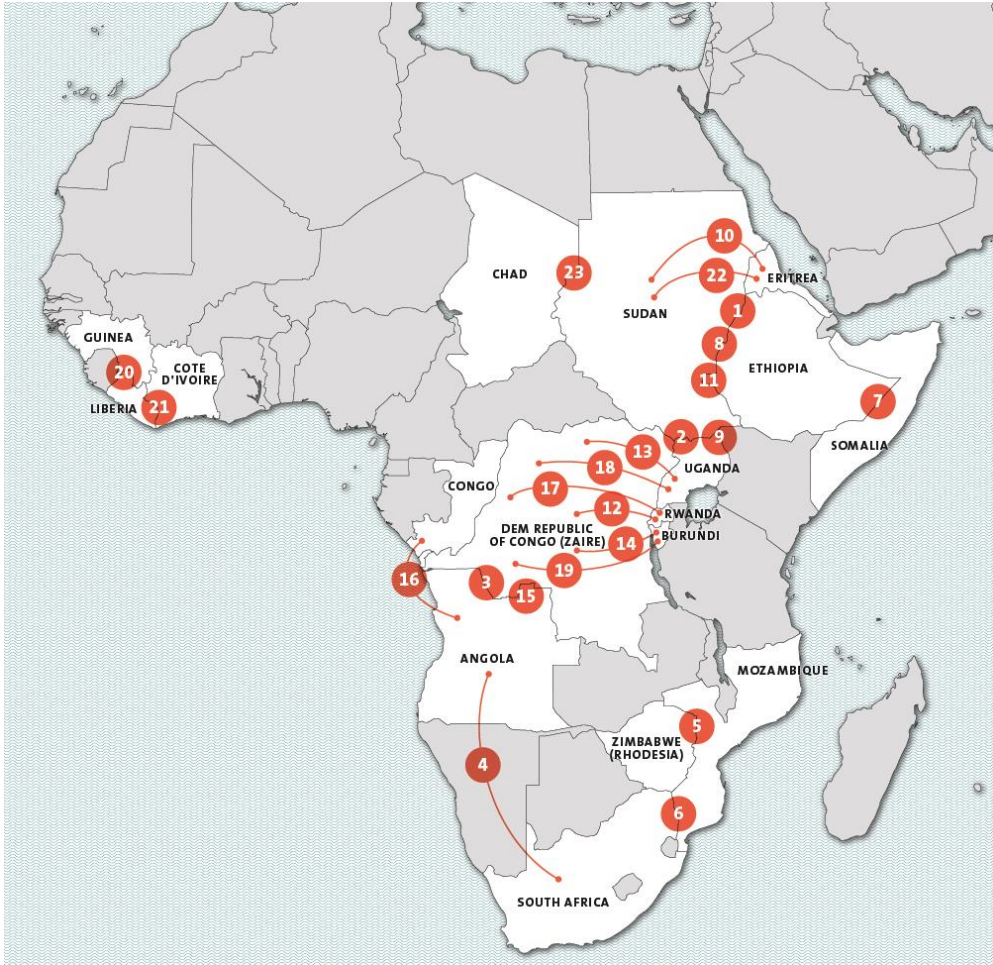 10
23
CHAD
22
ERITREA
SUDAN
1
GUINEA
8
COTE
D'IVOIRE
ETHIOPIA
20
11
LIBERIA
21
7
2
9
SOMALIA
13
18
UGANDA
CONGO
17
12
RWANDA
DEM REPUBLIC
OF CONGO (ZAIRE)
BURUNDI
14
19
16
3
15
ANGOLA
MOZAMBIQUE
5
ZIMBABWE
(RHODESIA)
4
6
SOUTH AFRICA